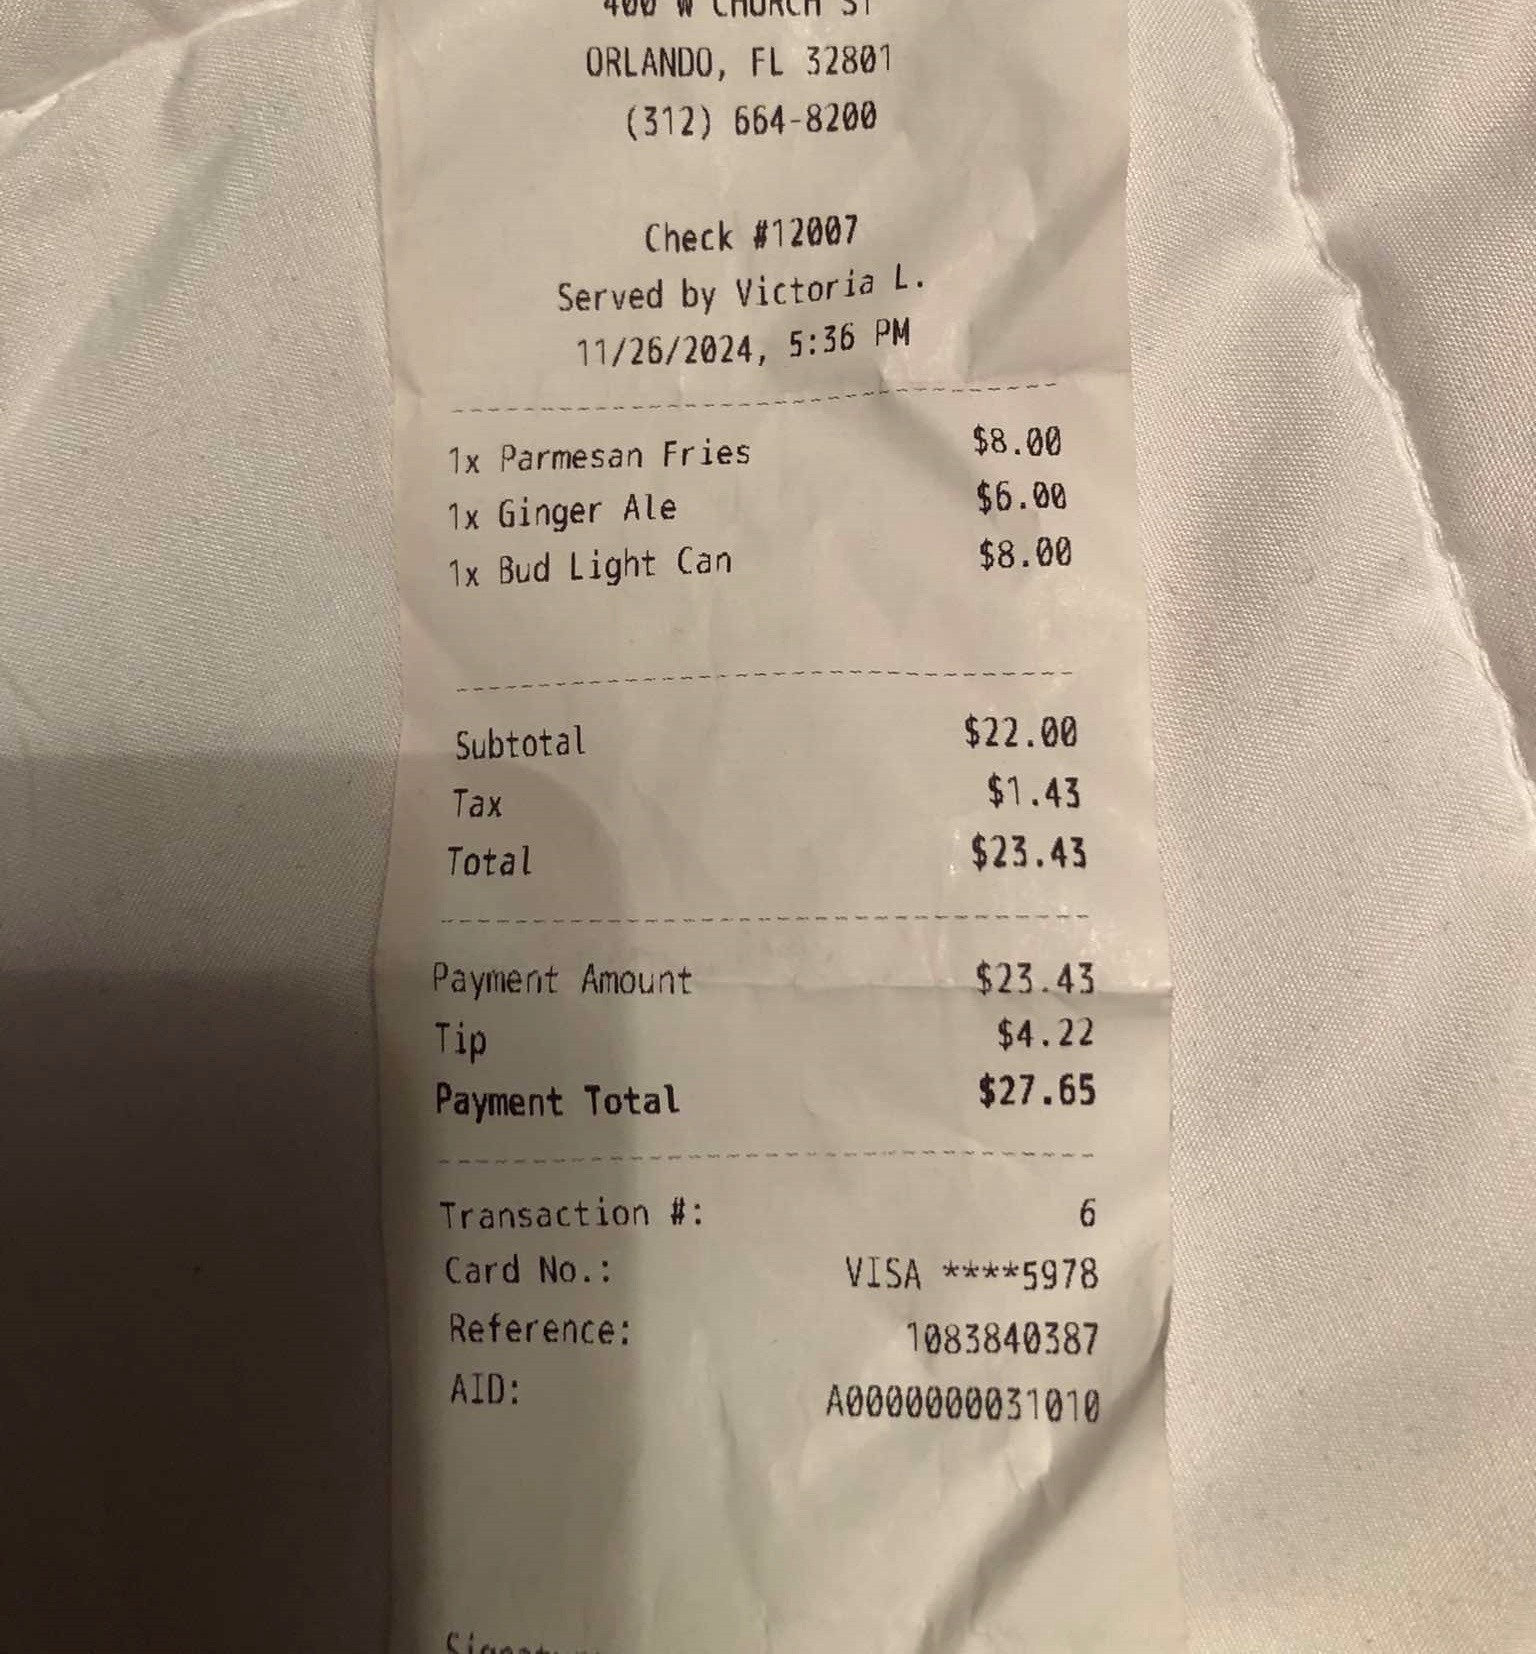 400 W CHURCH ST
ORLANDO, FL 32801
(312) 664-8200
Check #12007
Served by Victoria L.
11/26/2024, 5:36 PM
1x Parmesan Fries $8.00
1x Ginger Ale $6.00
1x Bud Light Can $8.00
Subtotal $22.00
Tax $1.43
Total $23.43
Payment Amount $23.43
Tip $4.22
Payment Total $27.65
Transaction #: 6
Card No.: VISA ****5978
Reference: 1083840387
AID: A0000000031010